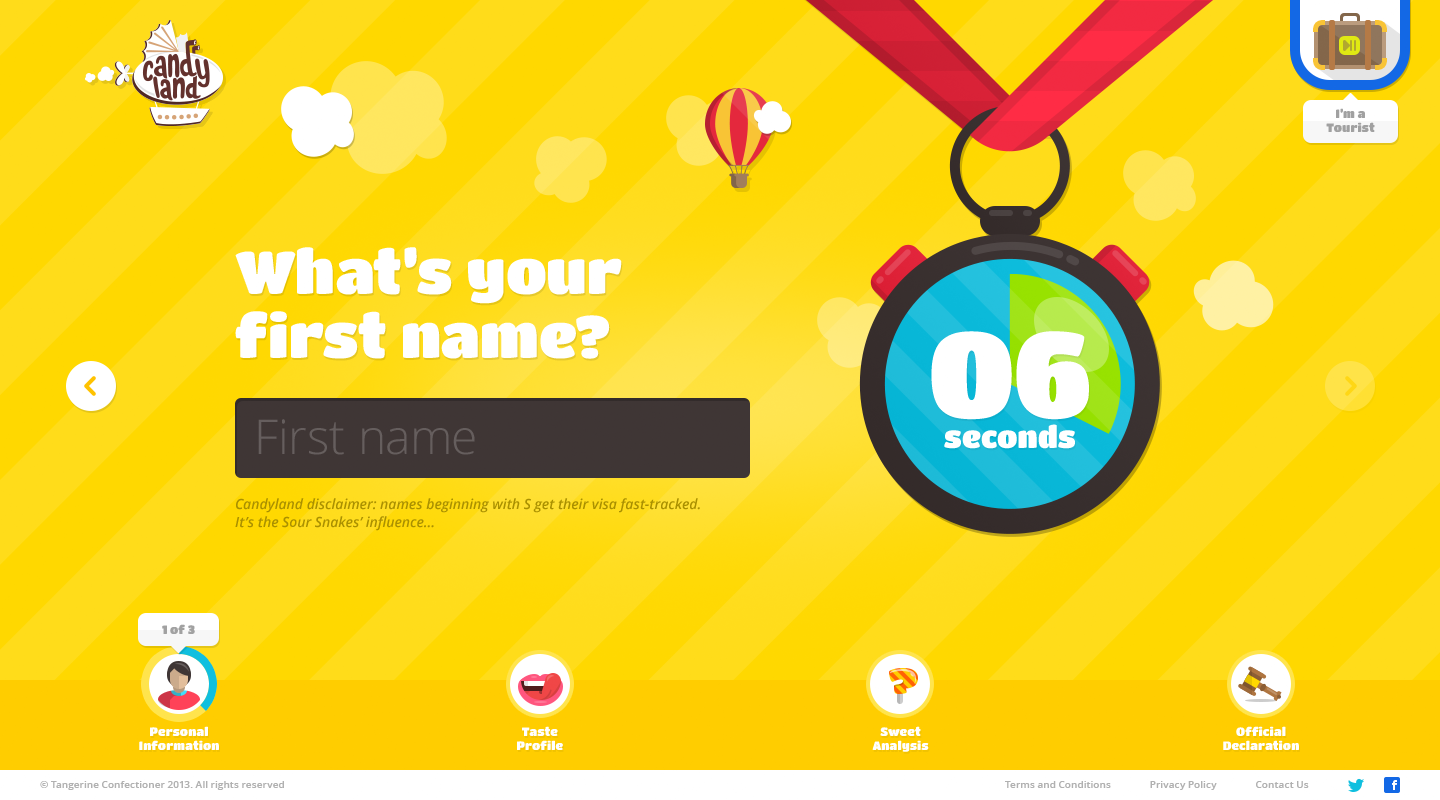 candy
land
I'm a
Tourist
What's your
first name?
06
seconds
First name
Candyland disclaimer: names beginning with S get their visa fast-tracked.
It's the Sour Snakes' influence...
1 of 3
Personal
Information
Taste
Profile
Sweet
Analysis
Official
Declaration
© Tangerine Confectioner 2013. All rights reserved
Terms and Conditions
Privacy Policy
Contact Us